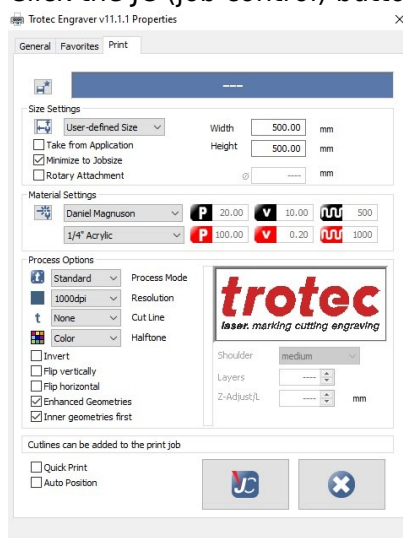 Click the JC (job control) butto
Trotec Engraver v11.1.1 Properties
General Favorites Print
---
Size Settings
User-defined Size Width 500.00 mm
Take from Application Height 500.00 mm
Minimize to Jobsize
Rotary Attachment ø ---- mm
Material Settings
Daniel Magnuson P 20.00 V 10.00 500
1/4" Acrylic P 100.00 V 0.20 1000
Process Options
Standard Process Mode
1000dpi Resolution
t None Cut Line
Color Halftone
trotec
laser. marking cutting engraving
Invert
Flip vertically
Flip horizontal
Enhanced Geometries
Inner geometries first
Shoulder medium
Layers ----
Z-Adjust/L ---- mm
Cutlines can be added to the print job
Quick Print
Auto Position
JC